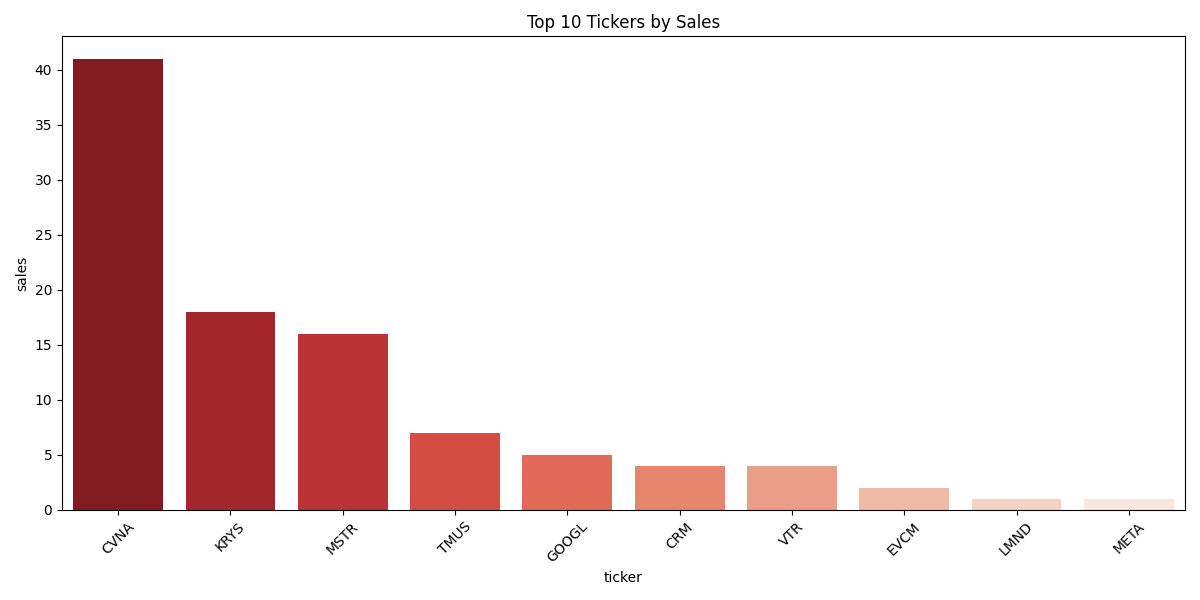 Top 10 Tickers by Sales
sales
40
35
30
25
20
15
10
5
0
CVNA
KRYS
MSTR
TMUS
GOOGL
CRM
VTR
EVCM
LMND
META
ticker